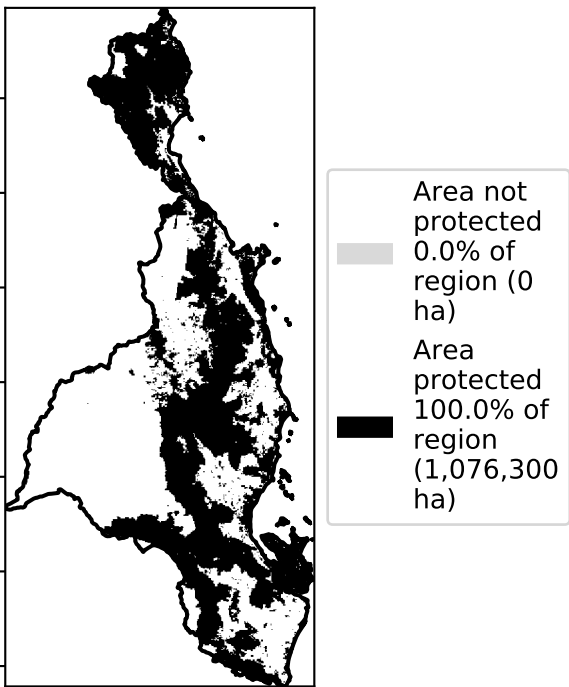 Area not
protected
0.0% of
region (0
ha)
Area
protected
100.0% of
region
(1,076,300
ha)